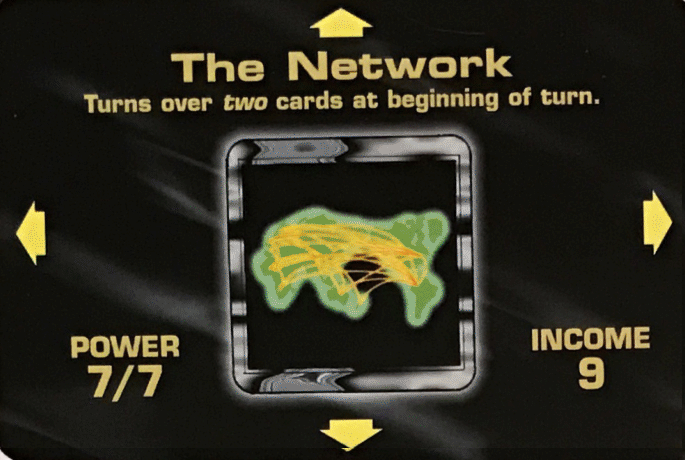 The Network
Turns over two cards at beginning of turn.
POWER
7/7
INCOME
9